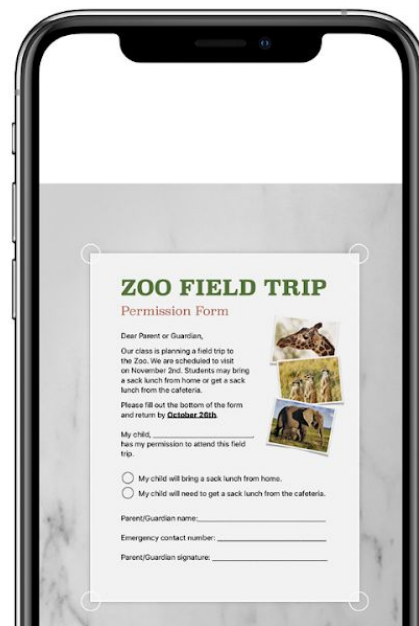 ZOO FIELD TRIP
Permission Form
Dear Parent or Guardian,
Our class is planning a field trip to
the Zoo. We are scheduled to visit
on November 2nd. Students may bring
a sack lunch from home or get a sack
lunch from the cafeteria.
Please fill out the bottom of the form
and return by October 26th.
My child,
has my permission to attend this field
trip.
My child will bring a sack lunch from home.
My child will need to get a sack lunch from the cafeteria.
Parent/Guardian name:
Emergency contact number:
Parent/Guardian signature: